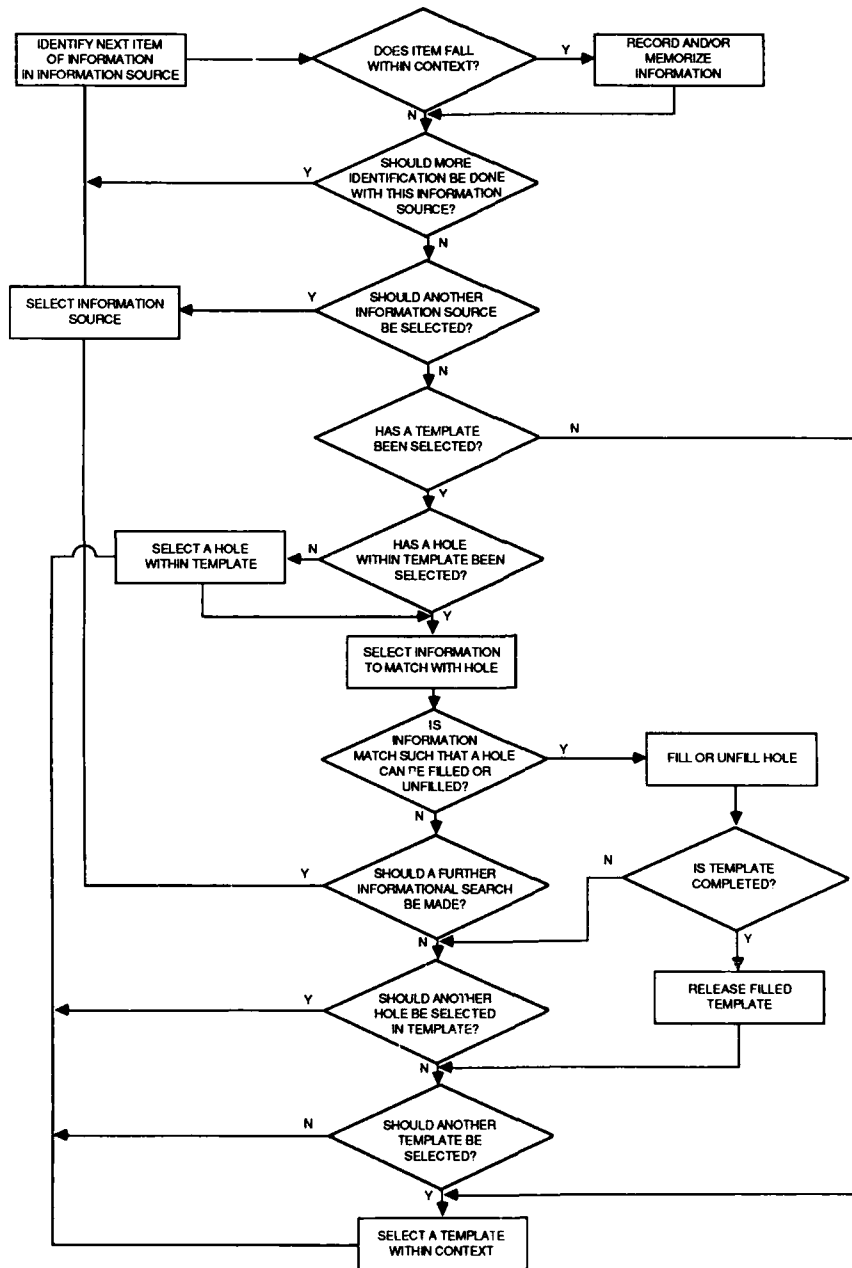 IDENTIFY NEXT ITEM
OF INFORMATION
IN INFORMATION SOURCE
DOES ITEM FALL
WITHIN CONTEXT?
Y
RECORD AND/OR
MEMORIZE
INFORMATION
N
SHOULD MORE
IDENTIFICATION BE DONE
WITH THIS INFORMATION
SOURCE?
Y
N
SELECT INFORMATION
SOURCE
Y
SHOULD ANOTHER
INFORMATION SOURCE
BE SELECTED?
N
HAS A TEMPLATE
BEEN SELECTED?
N
Y
SELECT A HOLE
WITHIN TEMPLATE
N
HAS A HOLE
WITHIN TEMPLATE BEEN
SELECTED?
Y
SELECT INFORMATION
TO MATCH WITH HOLE
IS
INFORMATION
MATCH SUCH THAT A HOLE
CAN BE FILLED OR
UNFILLED?
Y
FILL OR UNFILL HOLE
N
Y
SHOULD A FURTHER
INFORMATIONAL SEARCH
BE MADE?
N
IS TEMPLATE
COMPLETED?
N
Y
Y
SHOULD ANOTHER
HOLE BE SELECTED
IN TEMPLATE?
RELEASE FILLED
TEMPLATE
N
N
SHOULD ANOTHER
TEMPLATE BE
SELECTED?
Y
SELECT A TEMPLATE
WITHIN CONTEXT